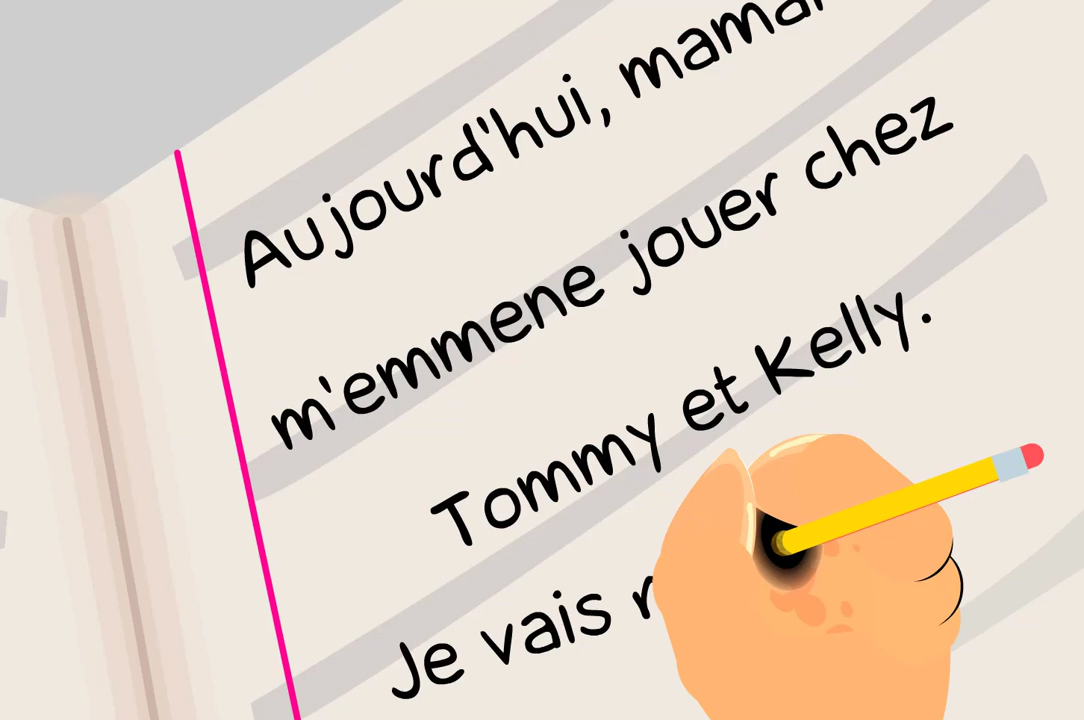 Aujourd'hui,
m'emmene jouer chez
Tommy et Kelly.
Je vais